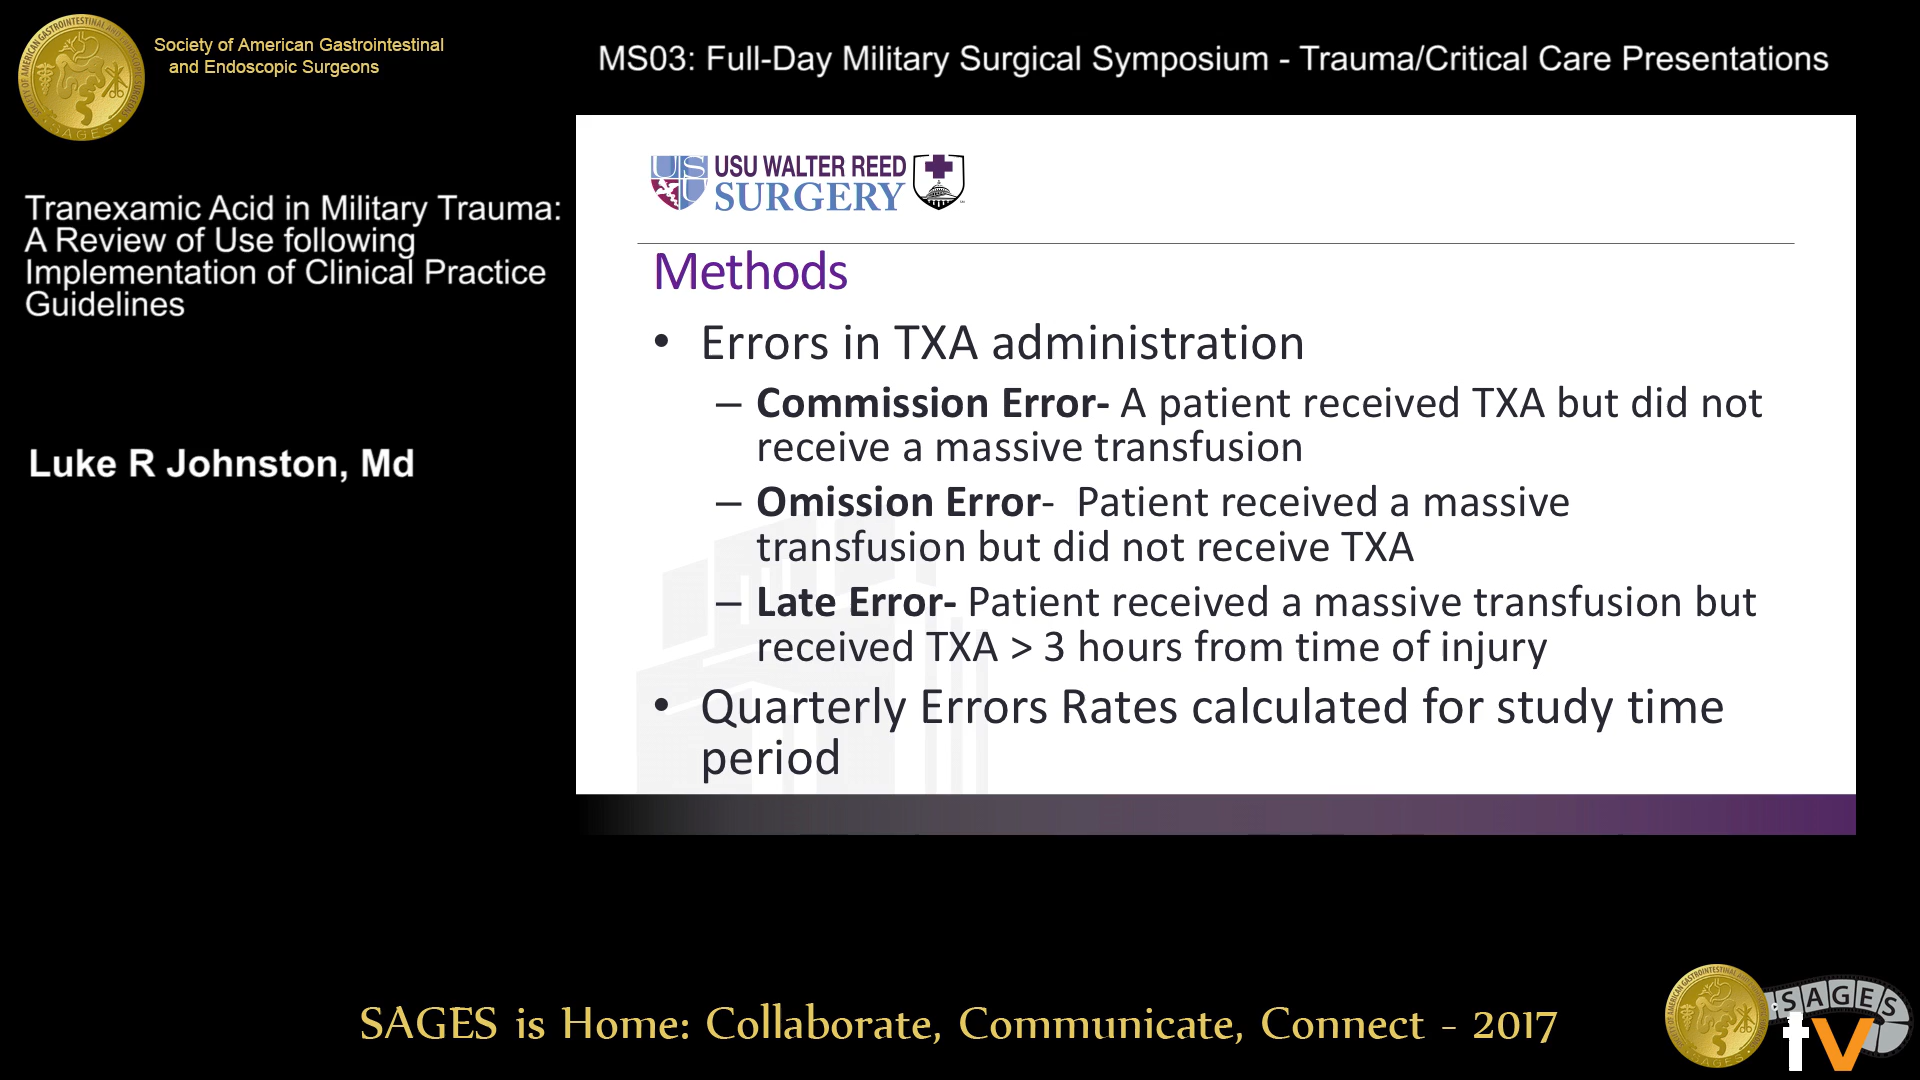 Society of American Gastrointestinal
and Endoscopic Surgeons
MS03: Full-Day Military Surgical Symposium - Trauma/Critical Care Presentations
Tranexamic Acid in Military Trauma:
A Review of Use following
Implementation of Clinical Practice
Guidelines
Luke R Johnston, Md
US
USU WALTER REED
SURGERY
Methods
• Errors in TXA administration
– Commission Error- A patient received TXA but did not
receive a massive transfusion
– Omission Error- Patient received a massive
transfusion but did not receive TXA
– Late Error- Patient received a massive transfusion but
received TXA > 3 hours from time of injury
• Quarterly Errors Rates calculated for study time
period
SAGES is Home: Collaborate, Communicate, Connect - 2017
SAGES
tV